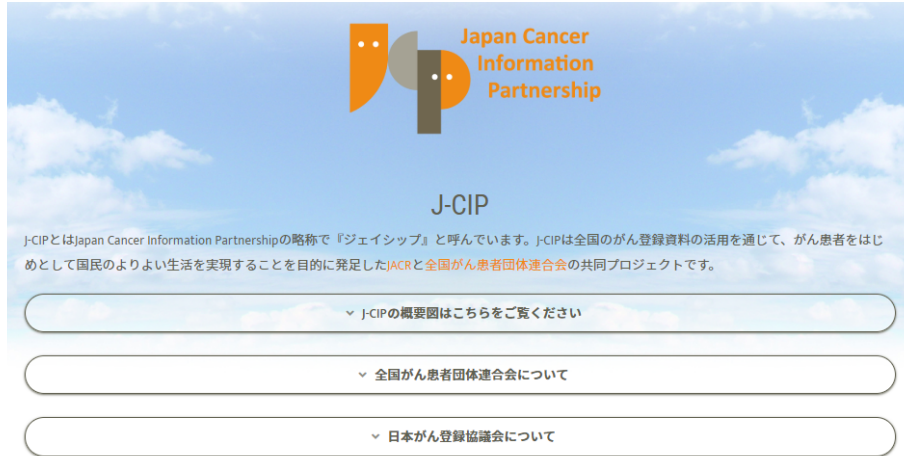 Japan Cancer
Information
Partnership
J-CIP
J-CIPとはJapan Cancer Information Partnershipの略称で『ジェイシップ』と呼んでいます。J-CIPは全国のがん登録資料の活用を通じて、がん患者をはじ
めとして国民のよりよい生活を実現することを目的に発足したJACRと全国がん患者団体連合会の共同プロジェクトです。
J-CIPの概要図はこちらをご覧ください
全国がん患者団体連合会について
日本がん登録協議会について